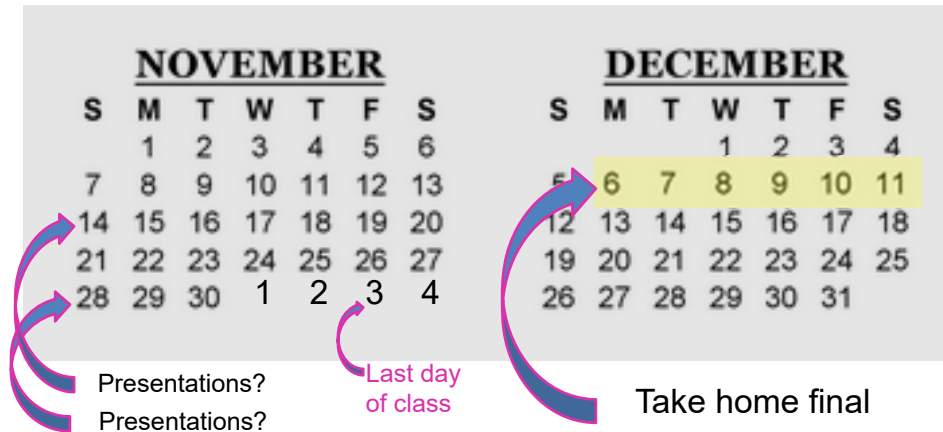 NOVEMBER
S M T W T F S
1 2 3 4 5 6
7 8 9 10 11 12 13
14 15 16 17 18 19 20
21 22 23 24 25 26 27
28 29 30 1 2 3 4
DECEMBER
S M T W T F S
1 2 3 4
5 6 7 8 9 10 11
12 13 14 15 16 17 18
19 20 21 22 23 24 25
26 27 28 29 30 31
Presentations?
Presentations?
Last day
of class
Take home final